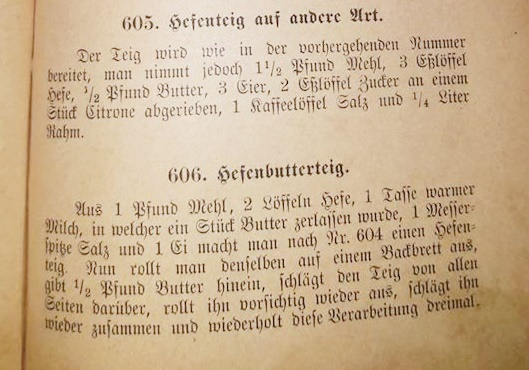 605. Hefenteig auf andere Art.
Der Teig wird wie in der vorhergehenden Nummer
bereitet, man nimmt jedoch 1½ Pfund Mehl, 3 Eßlöffel
Hefe, ½ Pfund Butter, 3 Eier, 2 Eßlöffel Zucker an einem
Stück Citrone abgerieben, 1 Kaffeelöffel Salz und ¼ Liter
Rahm.
606. Hefenbutterteig.
Aus 1 Pfund Mehl, 2 Löffeln Hefe, 1 Tasse warmer
Milch, in welcher ein Stück Butter zerlassen wurde, 1 Messer-
spitze Salz und 1 Ei macht man nach Nr. 604 einen Hefen-
teig. Nun rollt man denselben auf einem Backbrett aus,
gibt ½ Pfund Butter hinein, schlägt den Teig von allen
Seiten darüber, rollt ihn vorsichtig wieder aus, schlägt ihn
wieder zusammen und wiederholt diese Verarbeitung dreimal.